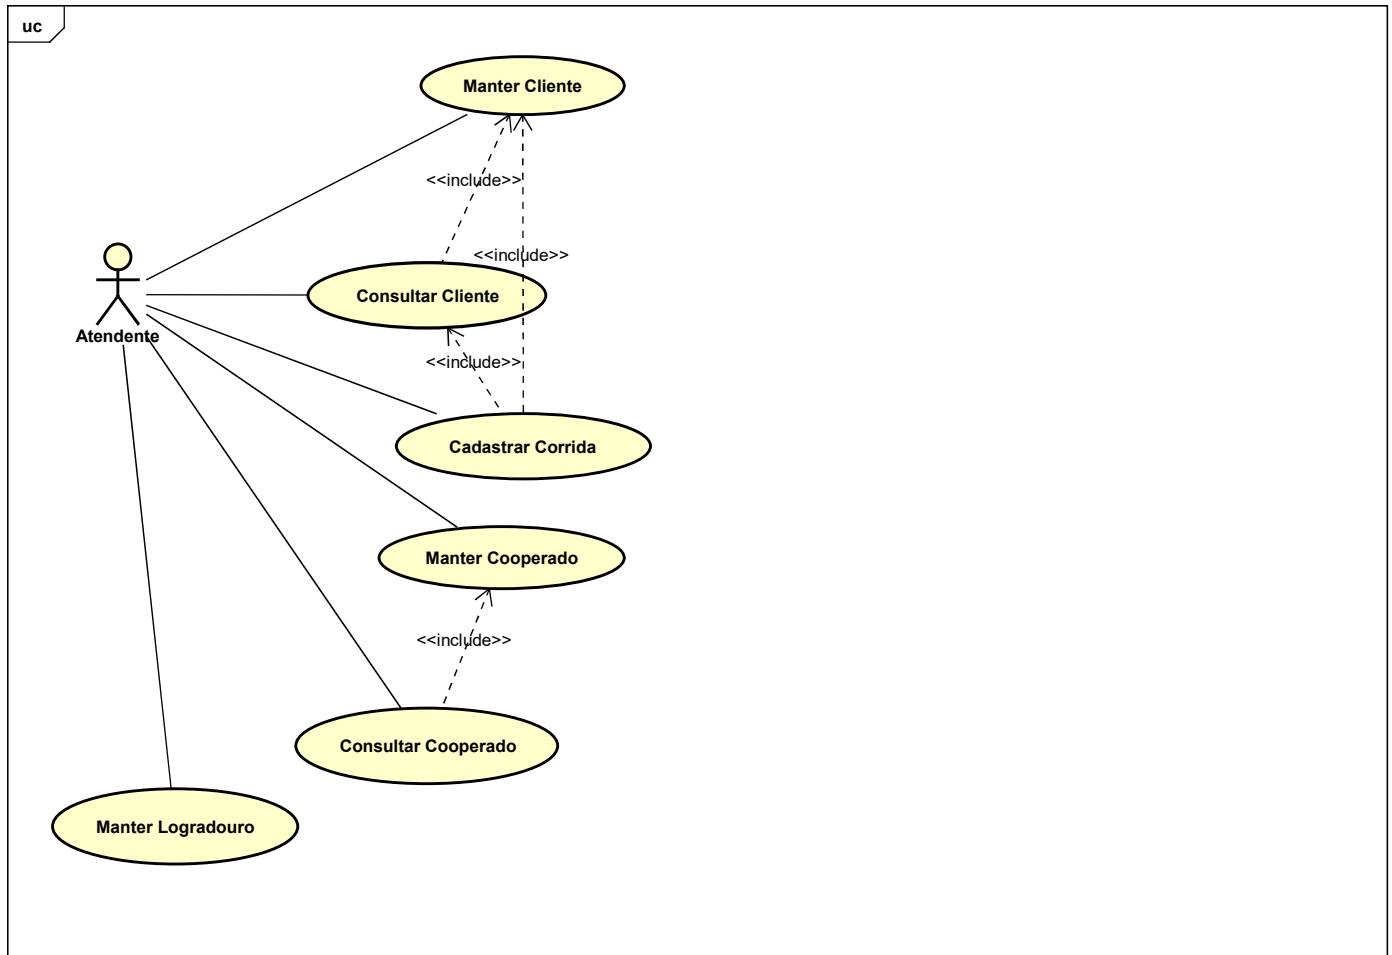 uc
Manter Cliente
<<include>>
<<include>>
Consultar Cliente
Atendente
<<include>>
Cadastrar Corrida
Manter Cooperado
<<include>>
Consultar Cooperado
Manter Logradouro